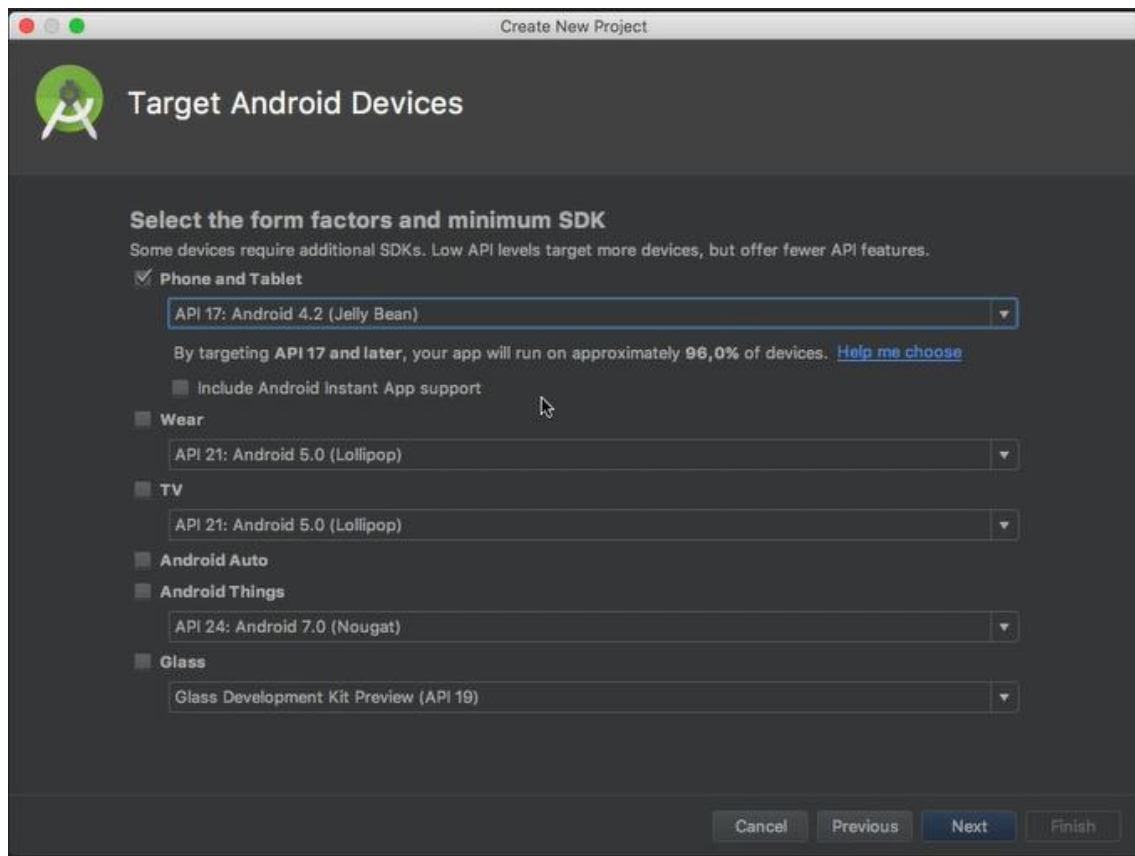 Create New Project
Target Android Devices
Select the form factors and minimum SDK
Some devices require additional SDKs. Low API levels target more devices, but offer fewer API features.
Phone and Tablet
API 17: Android 4.2 (Jelly Bean)
By targeting API 17 and later, your app will run on approximately 96,0% of devices. Help me choose
Include Android Instant App support
Wear
API 21: Android 5.0 (Lollipop)
TV
API 21: Android 5.0 (Lollipop)
Android Auto
Android Things
API 24: Android 7.0 (Nougat)
Glass
Glass Development Kit Preview (API 19)
Cancel Previous Next Finish